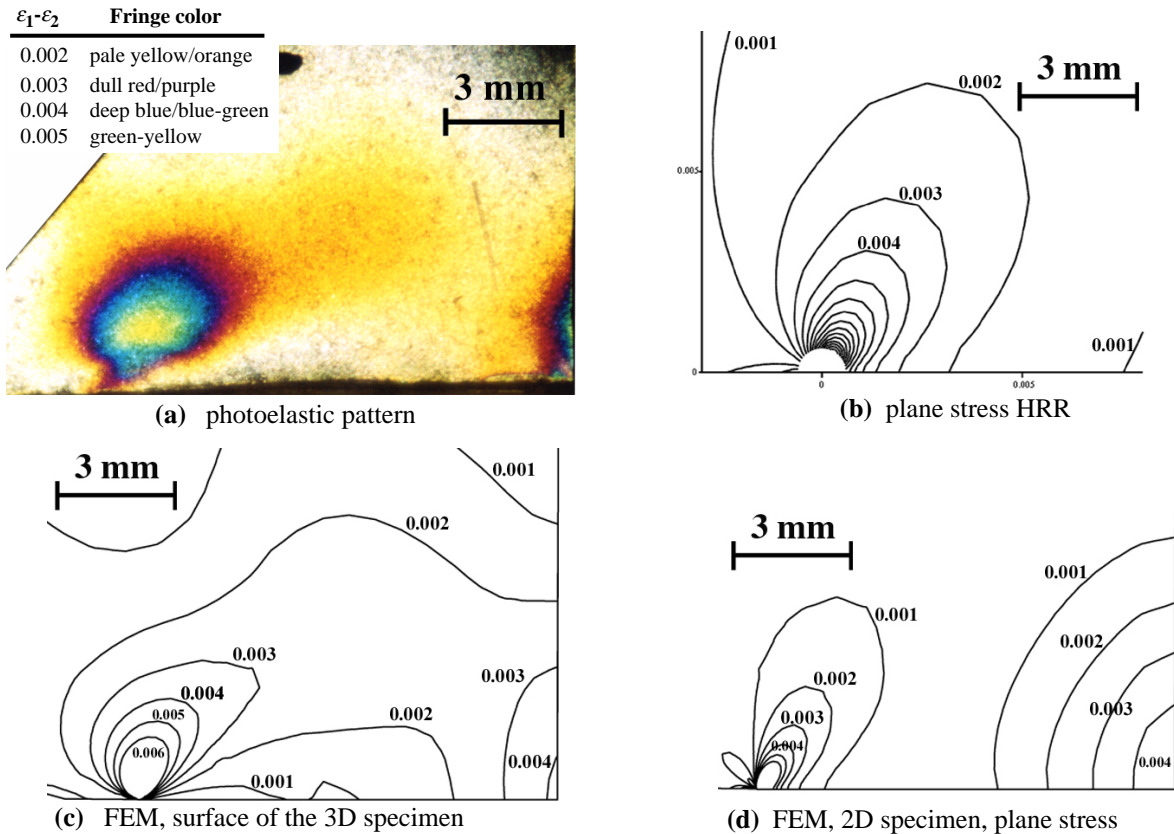 ε1-ε2 Fringe color
0.002 pale yellow/orange
0.003 dull red/purple
0.004 deep blue/blue-green
0.005 green-yellow
3 mm
(a) photoelastic pattern
0.001
0.002
3 mm
0.005
0.003
0.004
0.001
0
0
0.005
(b) plane stress HRR
3 mm
0.001
0.002
0.003
0.004
0.003
0.005
0.002
0.006
0.004
0.001
(c) FEM, surface of the 3D specimen
3 mm
0.001
0.001
0.002
0.002
0.003
0.003
0.004
0.004
(d) FEM, 2D specimen, plane stress